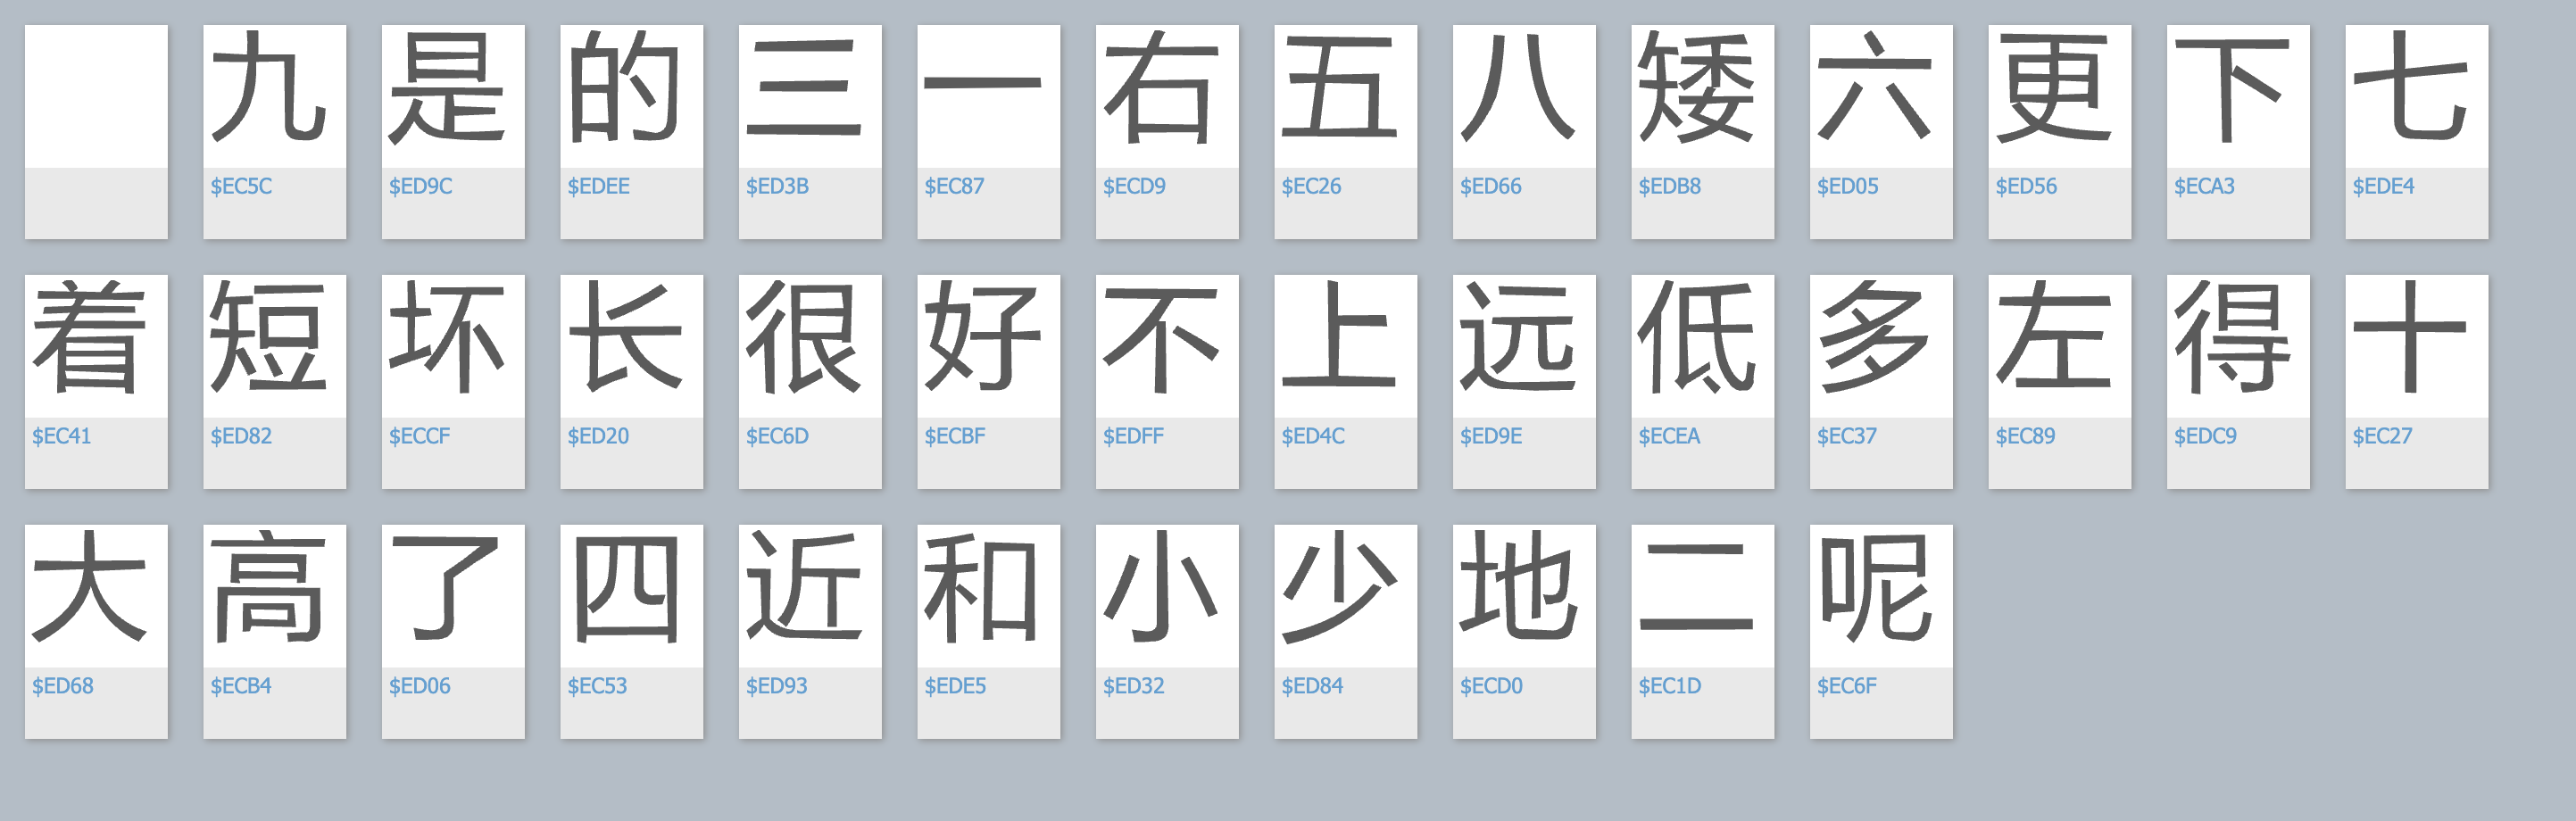 九 是 的 三 一 右 五 八 矮 六 更 下 七
$EC5C $ED9C $EDEE $ED3B $EC87 $ECD9 $EC26 $ED66 $EDB8 $ED05 $ED56 $ECA3 $EDE4
着 短 坏 长 很 好 不 上 远 低 多 左 得 十
$EC41 $ED82 $ECCF $ED20 $EC6D $ECBF $EDFF $ED4C $ED9E $ECEA $EC37 $EC89 $EDC9 $EC27
大 高 了 四 近 和 小 少 地 二 呢
$ED68 $ECB4 $ED06 $EC53 $ED93 $EDE5 $ED32 $ED84 $ECD0 $EC1D $EC6F